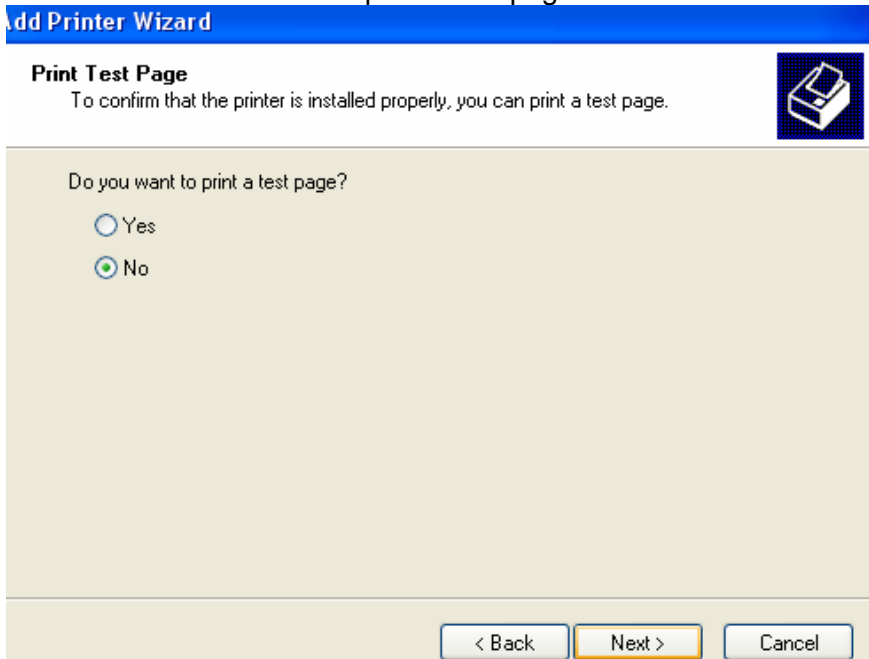 Add Printer Wizard
Print Test Page
To confirm that the printer is installed properly, you can print a test page.
Do you want to print a test page?
Yes
No
< Back Next > Cancel